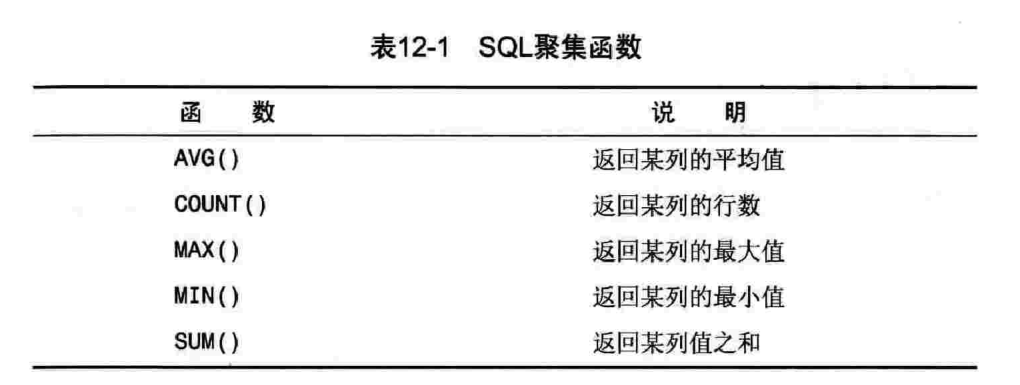 表12-1 SQL聚集函数
函 数 说 明
AVG() 返回某列的平均值
COUNT() 返回某列的行数
MAX() 返回某列的最大值
MIN() 返回某列的最小值
SUM() 返回某列值之和